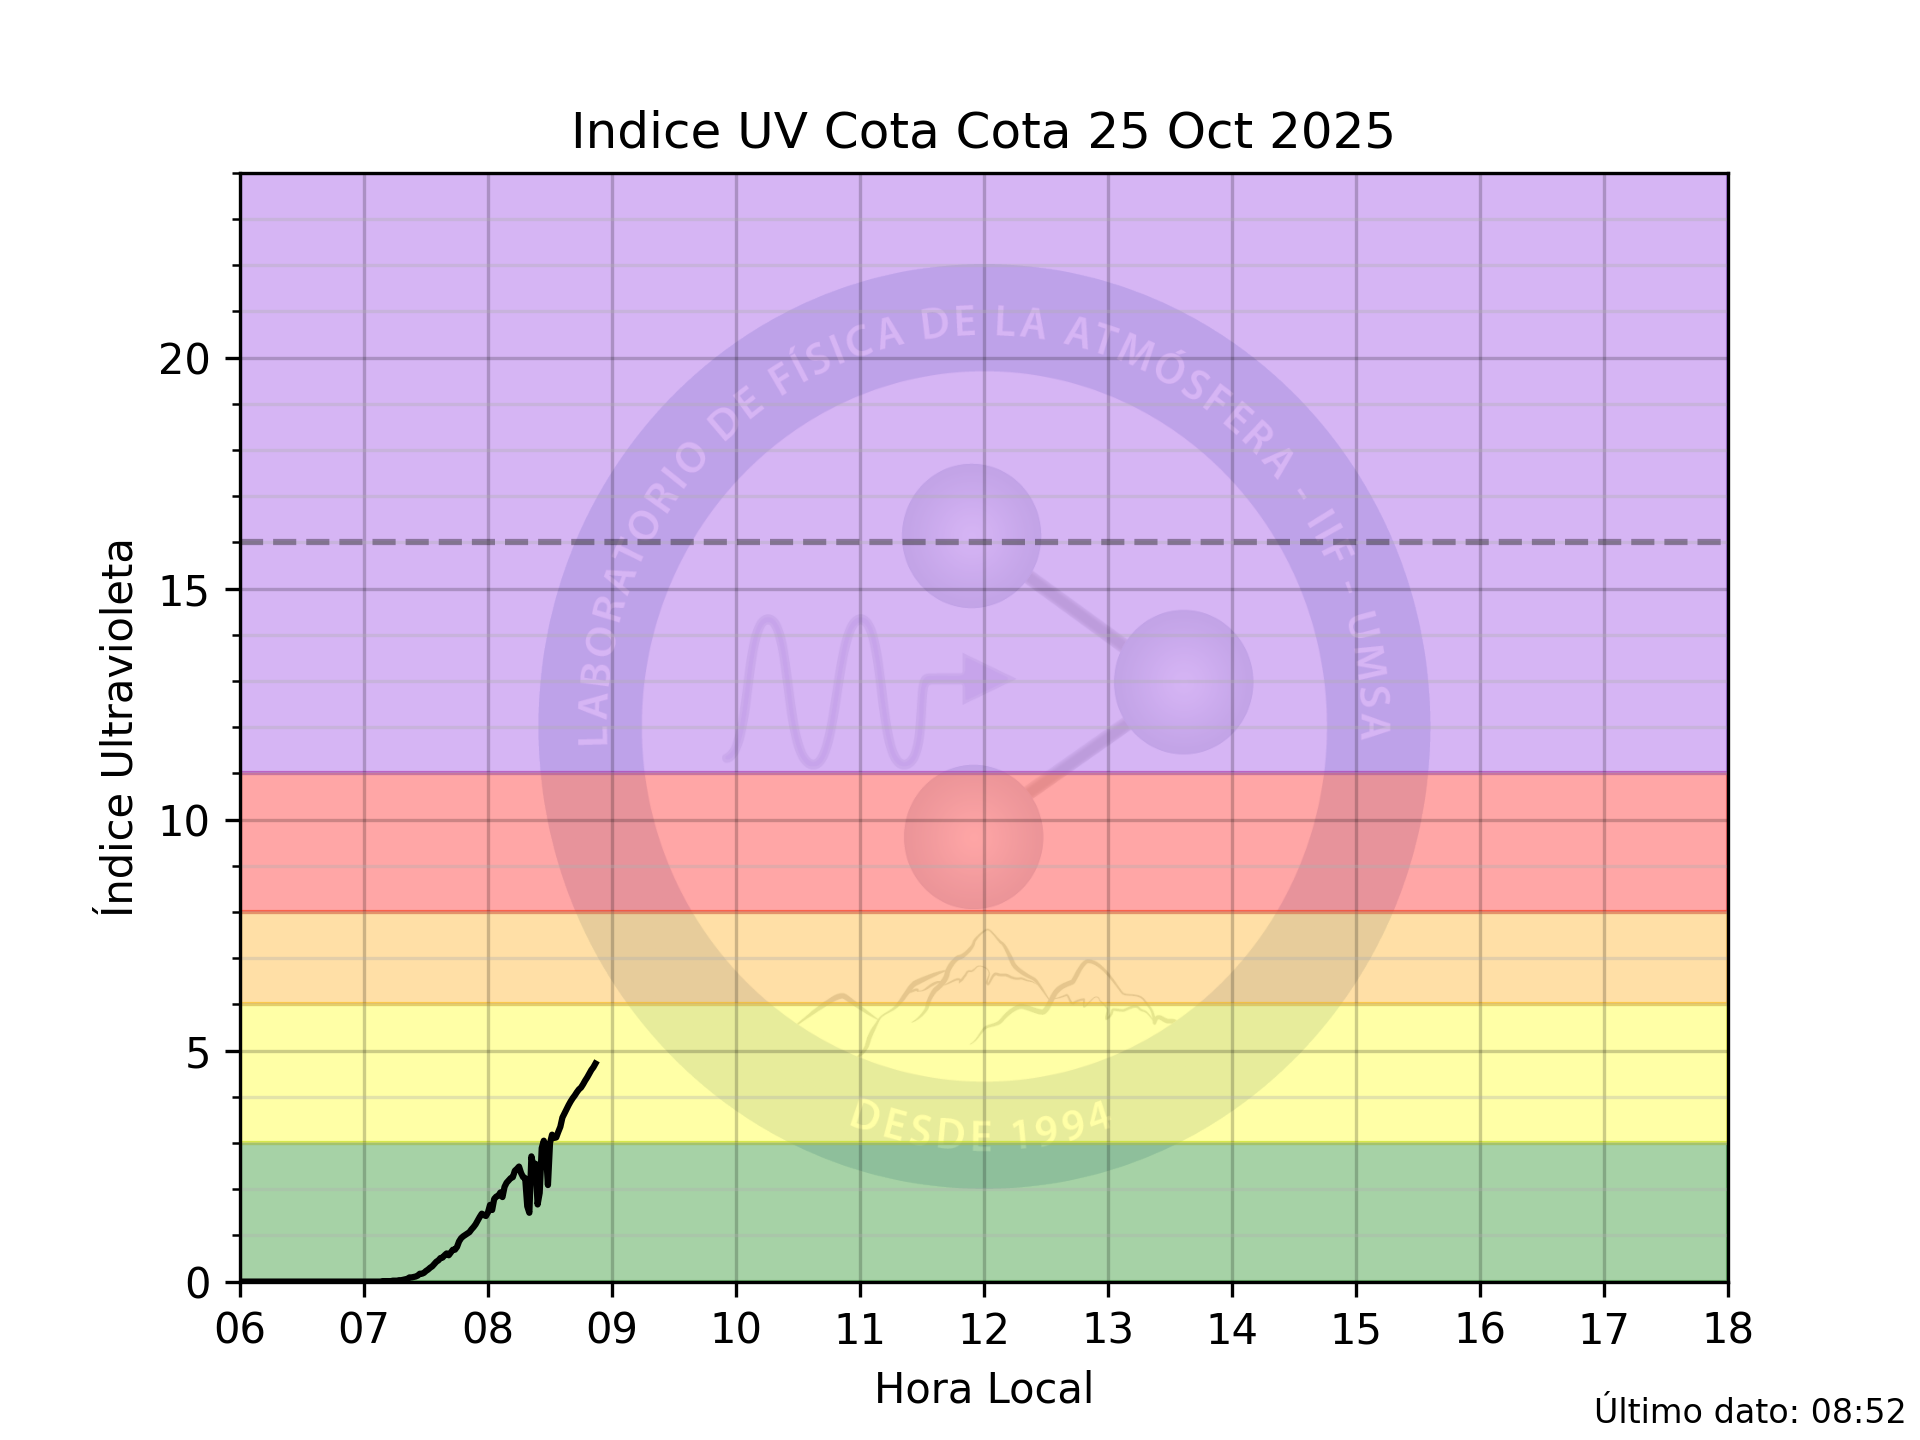 Indice UV Cota Cota 25 Oct 2025
Índice Ultravioleta
20
15
10
5
0
LABORATORIO DE FÍSICA DE LA ATMÓSFERA - IIF - UMSA
DESDE 1994
06 07 08 09 10 11 12 13 14 15 16 17 18
Hora Local
Último dato: 08:52